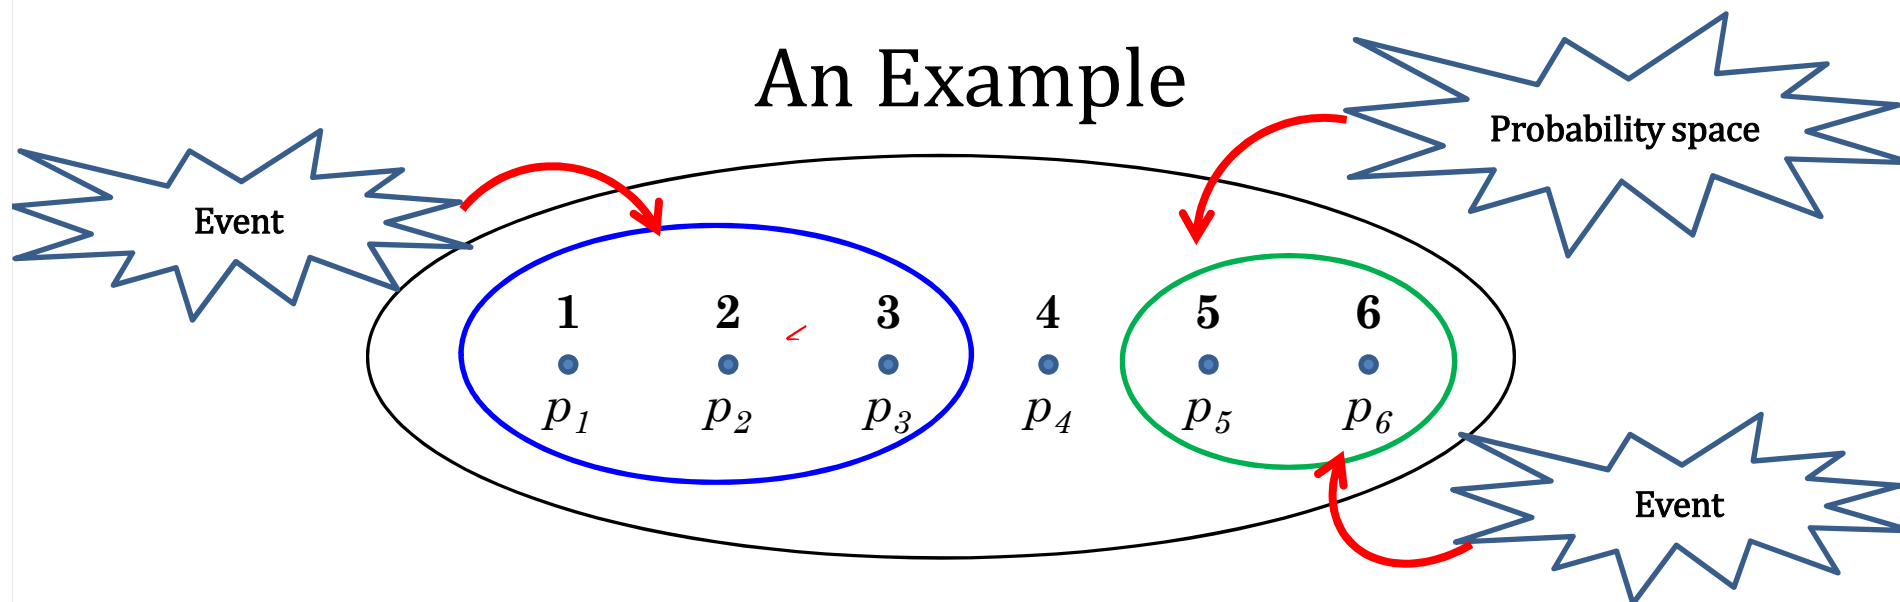 An Example
Probability space
Event
1 2 3 4 5 6
p1 p2 p3 p4 p5 p6
Event